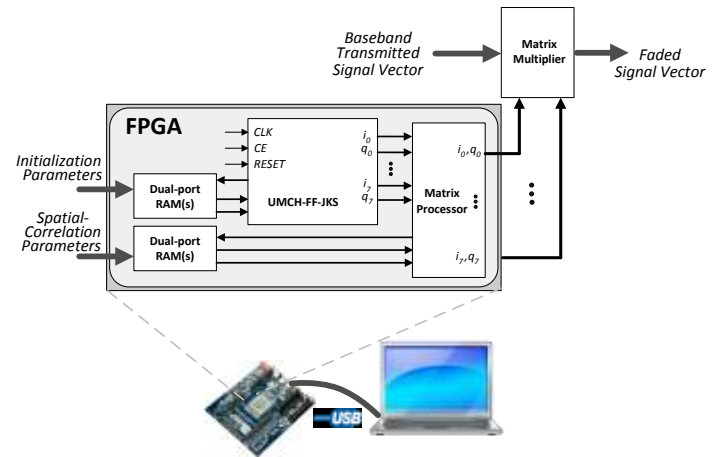 Baseband
Transmitted
Signal Vector
Matrix
Multiplier
Faded
Signal Vector
FPGA
CLK
CE
RESET
i0
q0
i7
q7
UMCH-FF-JKS
i0,q0
Matrix
Processor
i7,q7
Initialization
Parameters
Dual-port
RAM(s)
Spatial-
Correlation
Parameters
Dual-port
RAM(s)
USB